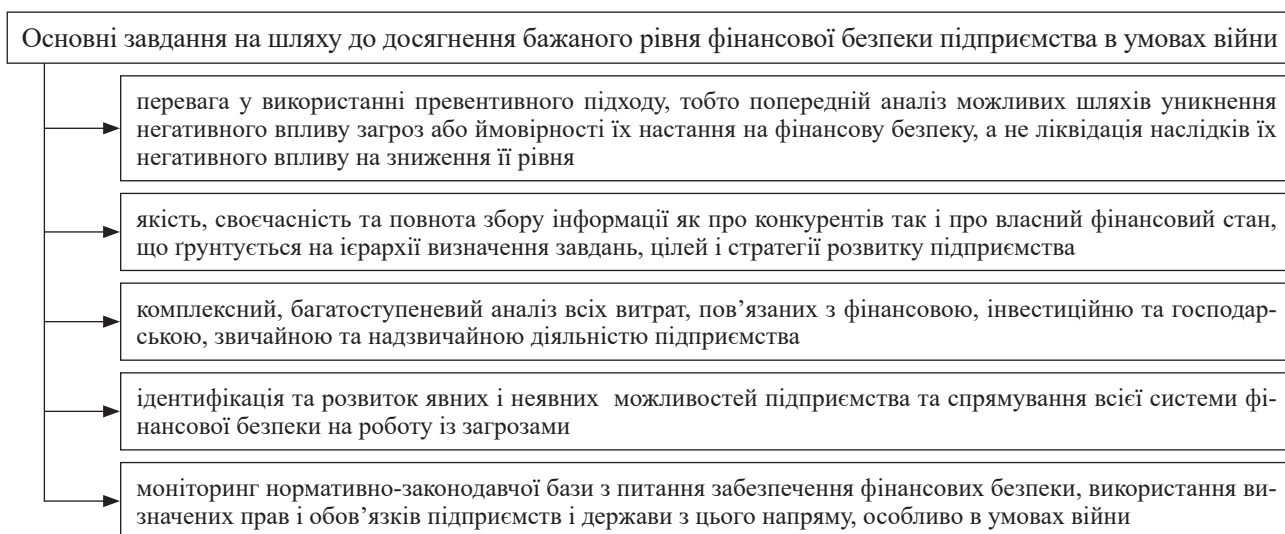 Основні завдання на шляху до досягнення бажаного рівня фінансової безпеки підприємства в умовах війни
перевага у використанні превентивного підходу, тобто попередній аналіз можливих шляхів уникнення
негативного впливу загроз або ймовірності їх настання на фінансову безпеку, а не ліквідація наслідків їх
негативного впливу на зниження її рівня
якість, своєчасність та повнота збору інформації як про конкурентів так і про власний фінансовий стан,
що ґрунтується на ієрархії визначення завдань, цілей і стратегії розвитку підприємства
комплексний, багатоступеневий аналіз всіх витрат, пов’язаних з фінансовою, інвестиційню та господар-
ською, звичайною та надзвичайною діяльністю підприємства
ідентифікація та розвиток явних і неявних можливостей підприємства та спрямування всієї системи фі-
нансової безпеки на роботу із загрозами
моніторинг нормативно-законодавчої бази з питання забезпечення фінансових безпеки, використання ви-
значених прав і обов’язків підприємств і держави з цього напряму, особливо в умовах війни